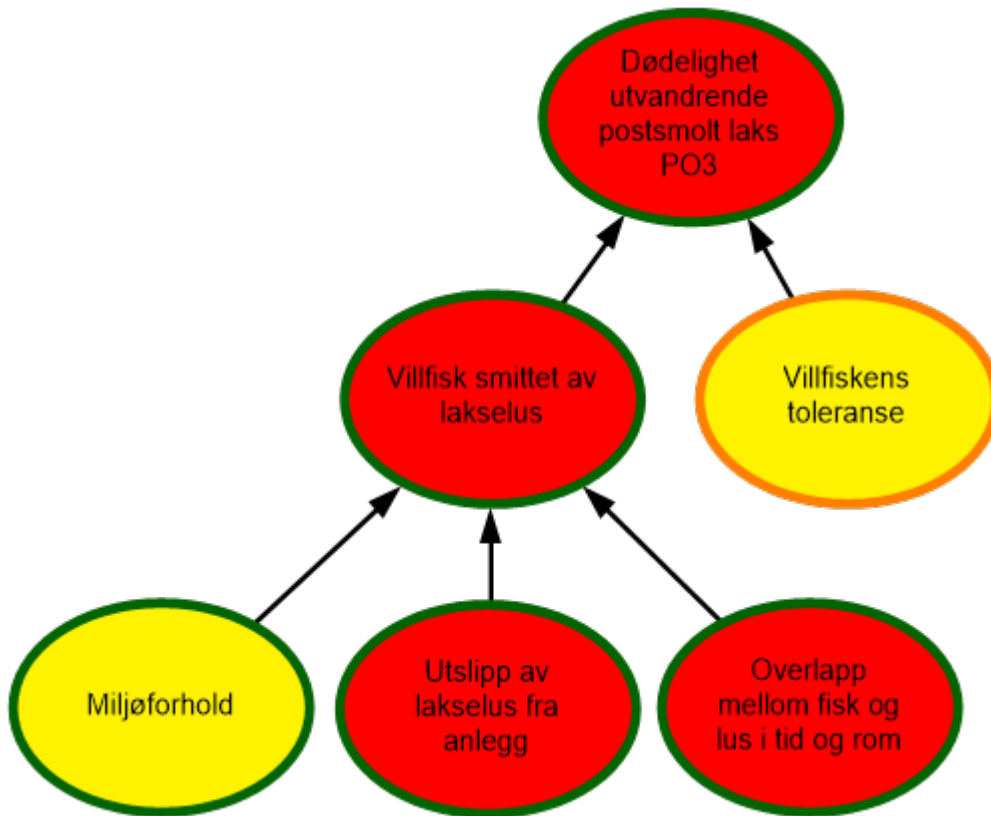 Dødelighet
utvandrende
postsmolt laks
PO3
Villfisk smittet av
lakselus
Villfiskens
toleranse
Miljøforhold
Utslipp av
lakselus fra
anlegg
Overlapp
mellom fisk og
lus i tid og rom